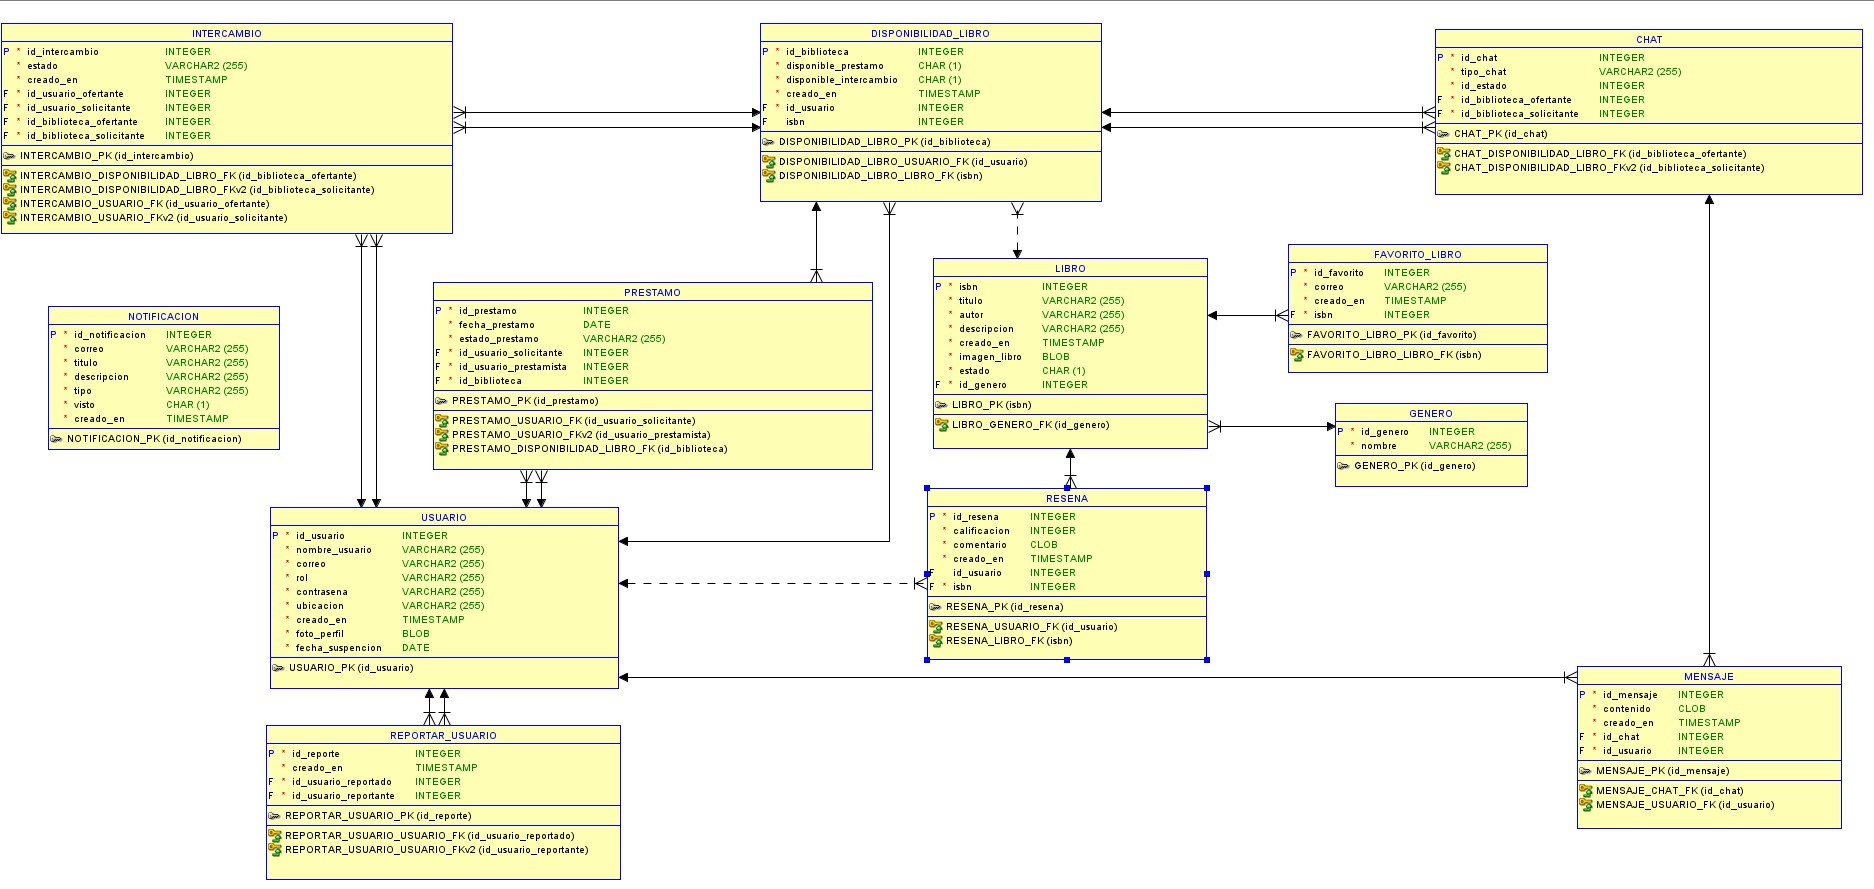 INTERCAMBIO
P * id_intercambio INTEGER
* estado VARCHAR2 (255)
* creado_en TIMESTAMP
F * id_usuario_ofertante INTEGER
F * id_usuario_solicitante INTEGER
F * id_biblioteca_ofertante INTEGER
F * id_biblioteca_solicitante INTEGER
INTERCAMBIO_PK (id_intercambio)
INTERCAMBIO_DISPONIBILIDAD_LIBRO_FK (id_biblioteca_ofertante)
INTERCAMBIO_DISPONIBILIDAD_LIBRO_FKv2 (id_biblioteca_solicitante)
INTERCAMBIO_USUARIO_FK (id_usuario_ofertante)
INTERCAMBIO_USUARIO_FKv2 (id_usuario_solicitante)
DISPONIBILIDAD_LIBRO
P * id_biblioteca INTEGER
* disponible_prestamo CHAR (1)
* disponible_intercambio CHAR (1)
* creado_en TIMESTAMP
F * id_usuario INTEGER
F isbn INTEGER
DISPONIBILIDAD_LIBRO_PK (id_biblioteca)
DISPONIBILIDAD_LIBRO_USUARIO_FK (id_usuario)
DISPONIBILIDAD_LIBRO_LIBRO_FK (isbn)
CHAT
P * id_chat INTEGER
* tipo_chat VARCHAR2 (255)
* id_estado INTEGER
F * id_biblioteca_ofertante INTEGER
F * id_biblioteca_solicitante INTEGER
CHAT_PK (id_chat)
CHAT_DISPONIBILIDAD_LIBRO_FK (id_biblioteca_ofertante)
CHAT_DISPONIBILIDAD_LIBRO_FKv2 (id_biblioteca_solicitante)
NOTIFICACION
P * id_notificacion INTEGER
* correo VARCHAR2 (255)
* titulo VARCHAR2 (255)
* descripcion VARCHAR2 (255)
* tipo VARCHAR2 (255)
* visto CHAR (1)
* creado_en TIMESTAMP
NOTIFICACION_PK (id_notificacion)
PRESTAMO
P * id_prestamo INTEGER
* fecha_prestamo DATE
* estado_prestamo VARCHAR2 (255)
F * id_usuario_solicitante INTEGER
F * id_usuario_prestamista INTEGER
F * id_biblioteca INTEGER
PRESTAMO_PK (id_prestamo)
PRESTAMO_USUARIO_FK (id_usuario_solicitante)
PRESTAMO_USUARIO_FKv2 (id_usuario_prestamista)
PRESTAMO_DISPONIBILIDAD_LIBRO_FK (id_biblioteca)
LIBRO
P * isbn INTEGER
* titulo VARCHAR2 (255)
* autor VARCHAR2 (255)
* descripcion VARCHAR2 (255)
* creado_en TIMESTAMP
* imagen_libro BLOB
* estado CHAR (1)
F * id_genero INTEGER
LIBRO_PK (isbn)
LIBRO_GENERO_FK (id_genero)
FAVORITO_LIBRO
P * id_favorito INTEGER
* correo VARCHAR2 (255)
* creado_en TIMESTAMP
F * isbn INTEGER
FAVORITO_LIBRO_PK (id_favorito)
FAVORITO_LIBRO_LIBRO_FK (isbn)
GENERO
P * id_genero INTEGER
* nombre VARCHAR2 (255)
GENERO_PK (id_genero)
USUARIO
P * id_usuario INTEGER
* nombre_usuario VARCHAR2 (255)
* correo VARCHAR2 (255)
* rol VARCHAR2 (255)
* contrasena VARCHAR2 (255)
* ubicacion VARCHAR2 (255)
* creado_en TIMESTAMP
* foto_perfil BLOB
* fecha_suspencion DATE
USUARIO_PK (id_usuario)
RESENA
P * id_resena INTEGER
* calificacion INTEGER
* comentario CLOB
* creado_en TIMESTAMP
F id_usuario INTEGER
F * isbn INTEGER
RESENA_PK (id_resena)
RESENA_USUARIO_FK (id_usuario)
RESENA_LIBRO_FK (isbn)
REPORTAR_USUARIO
P * id_reporte INTEGER
* creado_en TIMESTAMP
F * id_usuario_reportado INTEGER
F * id_usuario_reportante INTEGER
REPORTAR_USUARIO_PK (id_reporte)
REPORTAR_USUARIO_USUARIO_FK (id_usuario_reportado)
REPORTAR_USUARIO_USUARIO_FKv2 (id_usuario_reportante)
MENSAJE
P * id_mensaje INTEGER
* contenido CLOB
* creado_en TIMESTAMP
F * id_chat INTEGER
F * id_usuario INTEGER
MENSAJE_PK (id_mensaje)
MENSAJE_CHAT_FK (id_chat)
MENSAJE_USUARIO_FK (id_usuario)